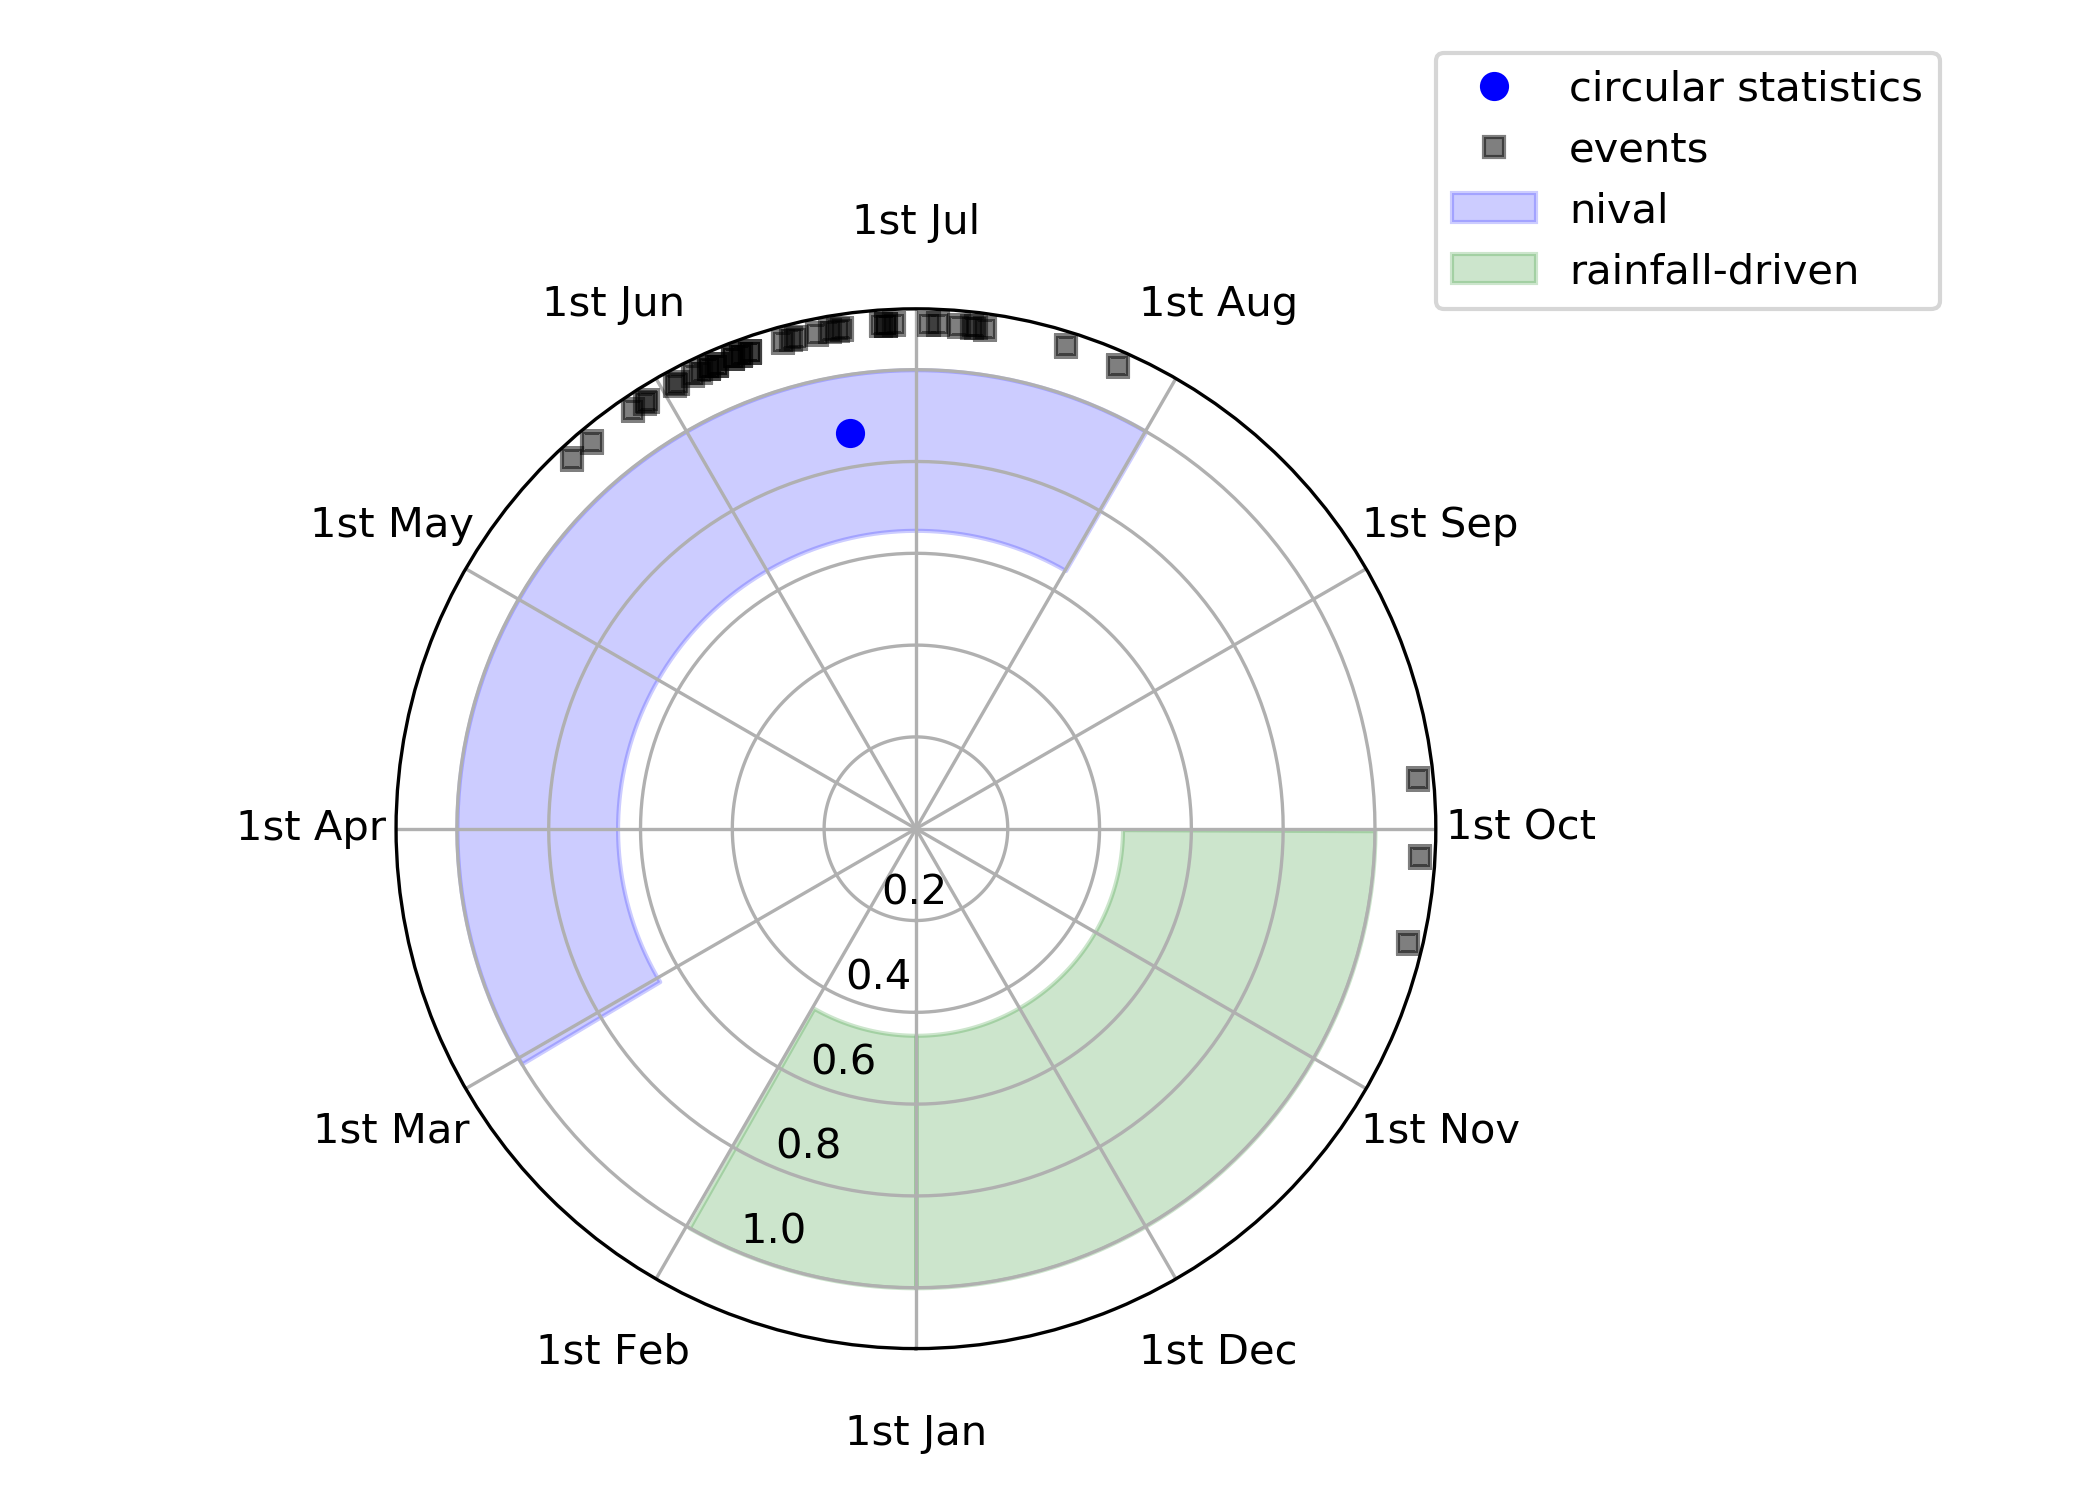 circular statistics
events
nival
rainfall-driven
1st Jul
1st Jun
1st Aug
1st May
1st Sep
1st Apr
1st Oct
0.2
0.4
0.6
0.8
1.0
1st Mar
1st Nov
1st Feb
1st Dec
1st Jan